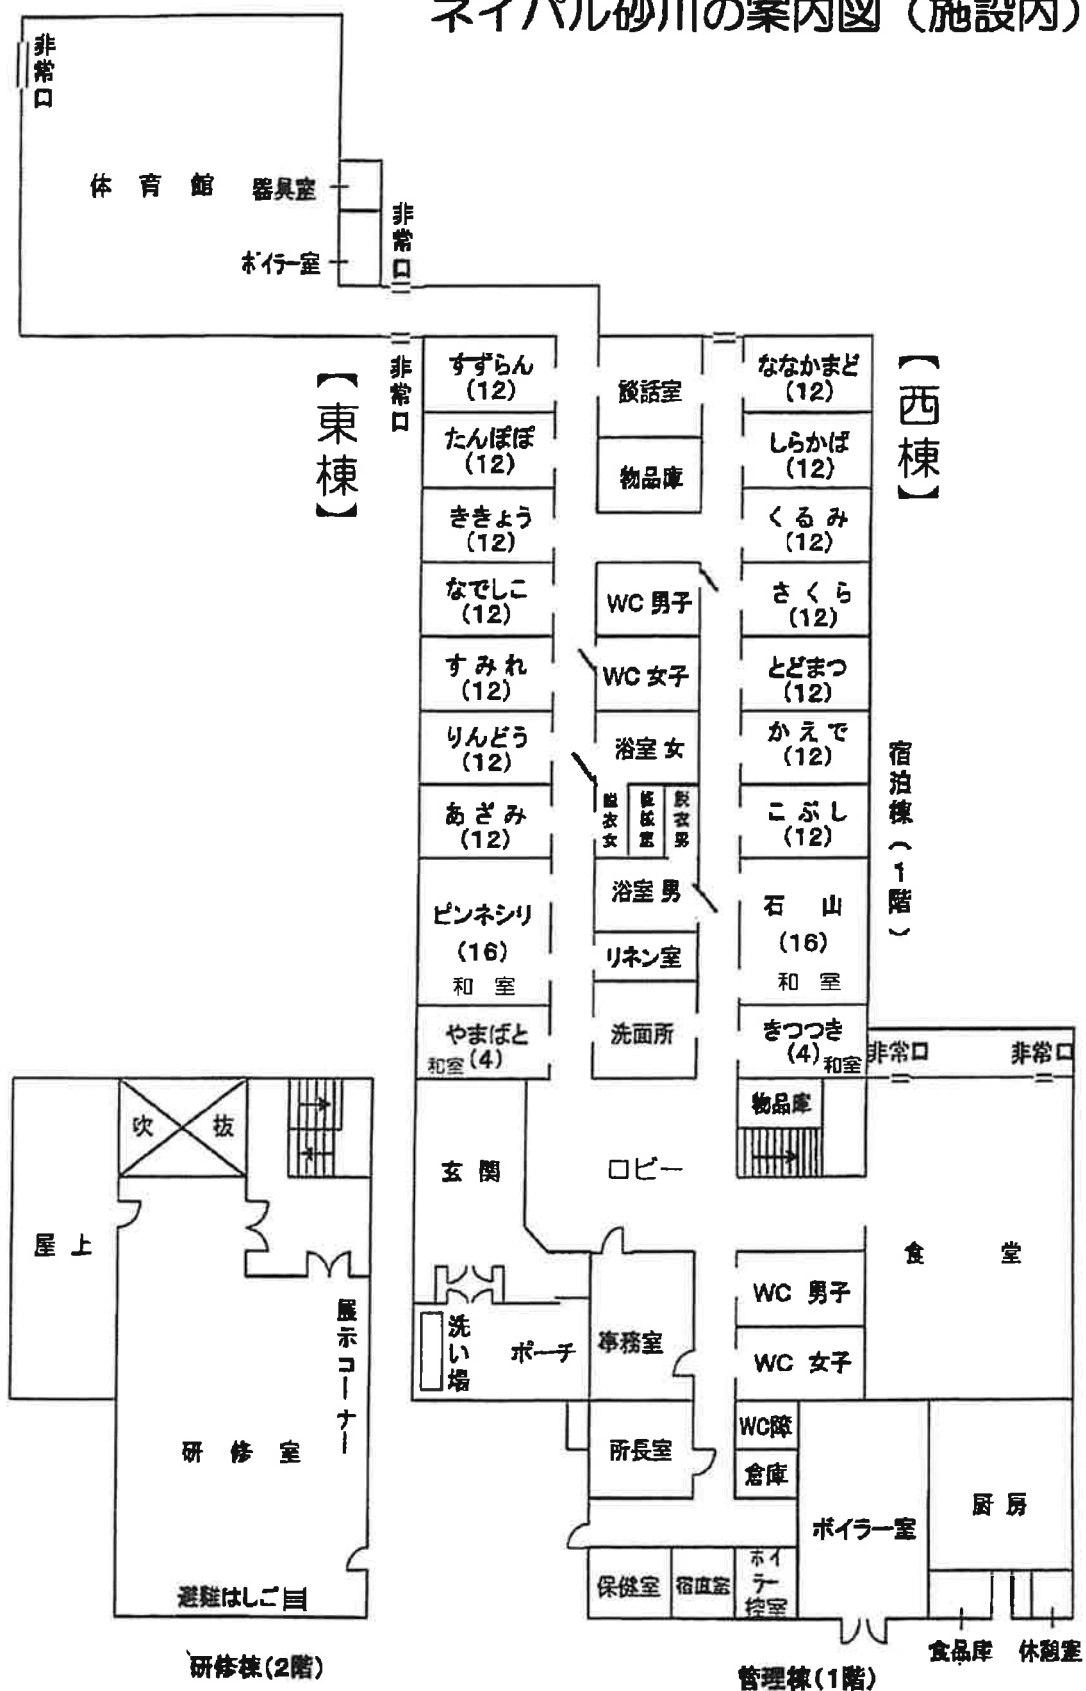 ネイパル砂川の案内図（施設内）
非常口
体育館
器具室
ボイラー室
非常口
【東棟】
非常口
すずらん
(12)
たんぽぽ
(12)
ききょう
(12)
なでしこ
(12)
すみれ
(12)
りんどう
(12)
あざみ
(12)
ピンネシリ
(16)
和室
やまばと
和室(4)
談話室
物品庫
WC 男子
WC 女子
浴室 女
脱衣女
脱衣男
浴室 男
リネン室
洗面所
ななかまど
(12)
しらかば
(12)
くるみ
(12)
さくら
(12)
とどまつ
(12)
かえで
(12)
こぶし
(12)
石山
(16)
和室
きつつき
(4)和室
【西棟】
宿泊棟(1階)
非常口
非常口
物品庫
吹抜
屋上
展示コーナー
研修室
避難はしご
研修棟(2階)
玄関
ロビー
食堂
洗い場
ポーチ
事務室
WC 男子
WC 女子
所長室
WC障
倉庫
ボイラー室
厨房
保健室
宿直室
ボイ
ラー
控室
食品庫
休憩室
管理棟(1階)